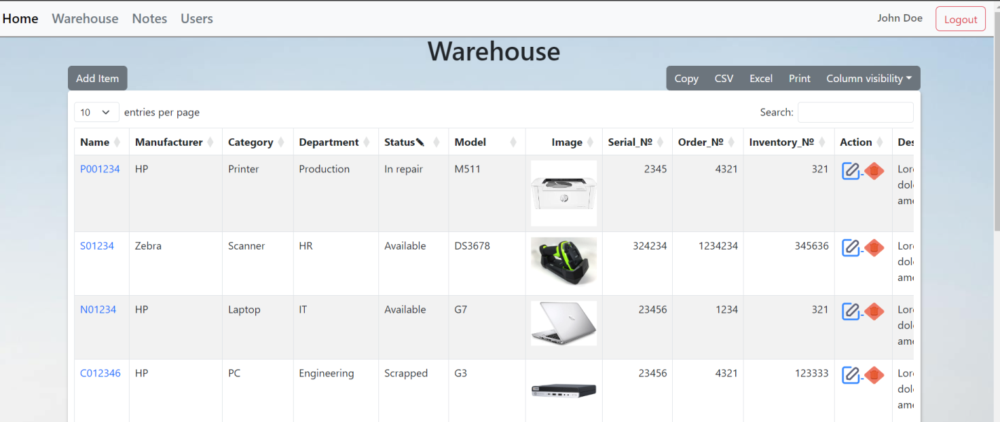 Home Warehouse Notes Users John Doe Logout
Warehouse
Add Item Copy CSV Excel Print Column visibility
10 entries per page Search:
Name Manufacturer Category Department Status Model Image Serial_№ Order_№ Inventory_№ Action Des
P001234 HP Printer Production In repair M511 2345 4321 321 Lor
dol
ame
S01234 Zebra Scanner HR Available DS3678 324234 1234234 345636 Lor
dol
ame
N01234 HP Laptop IT Available G7 23456 1234 321 Lor
dol
ame
C012346 HP PC Engineering Scrapped G3 23456 4321 123333 Lor
dol
ame